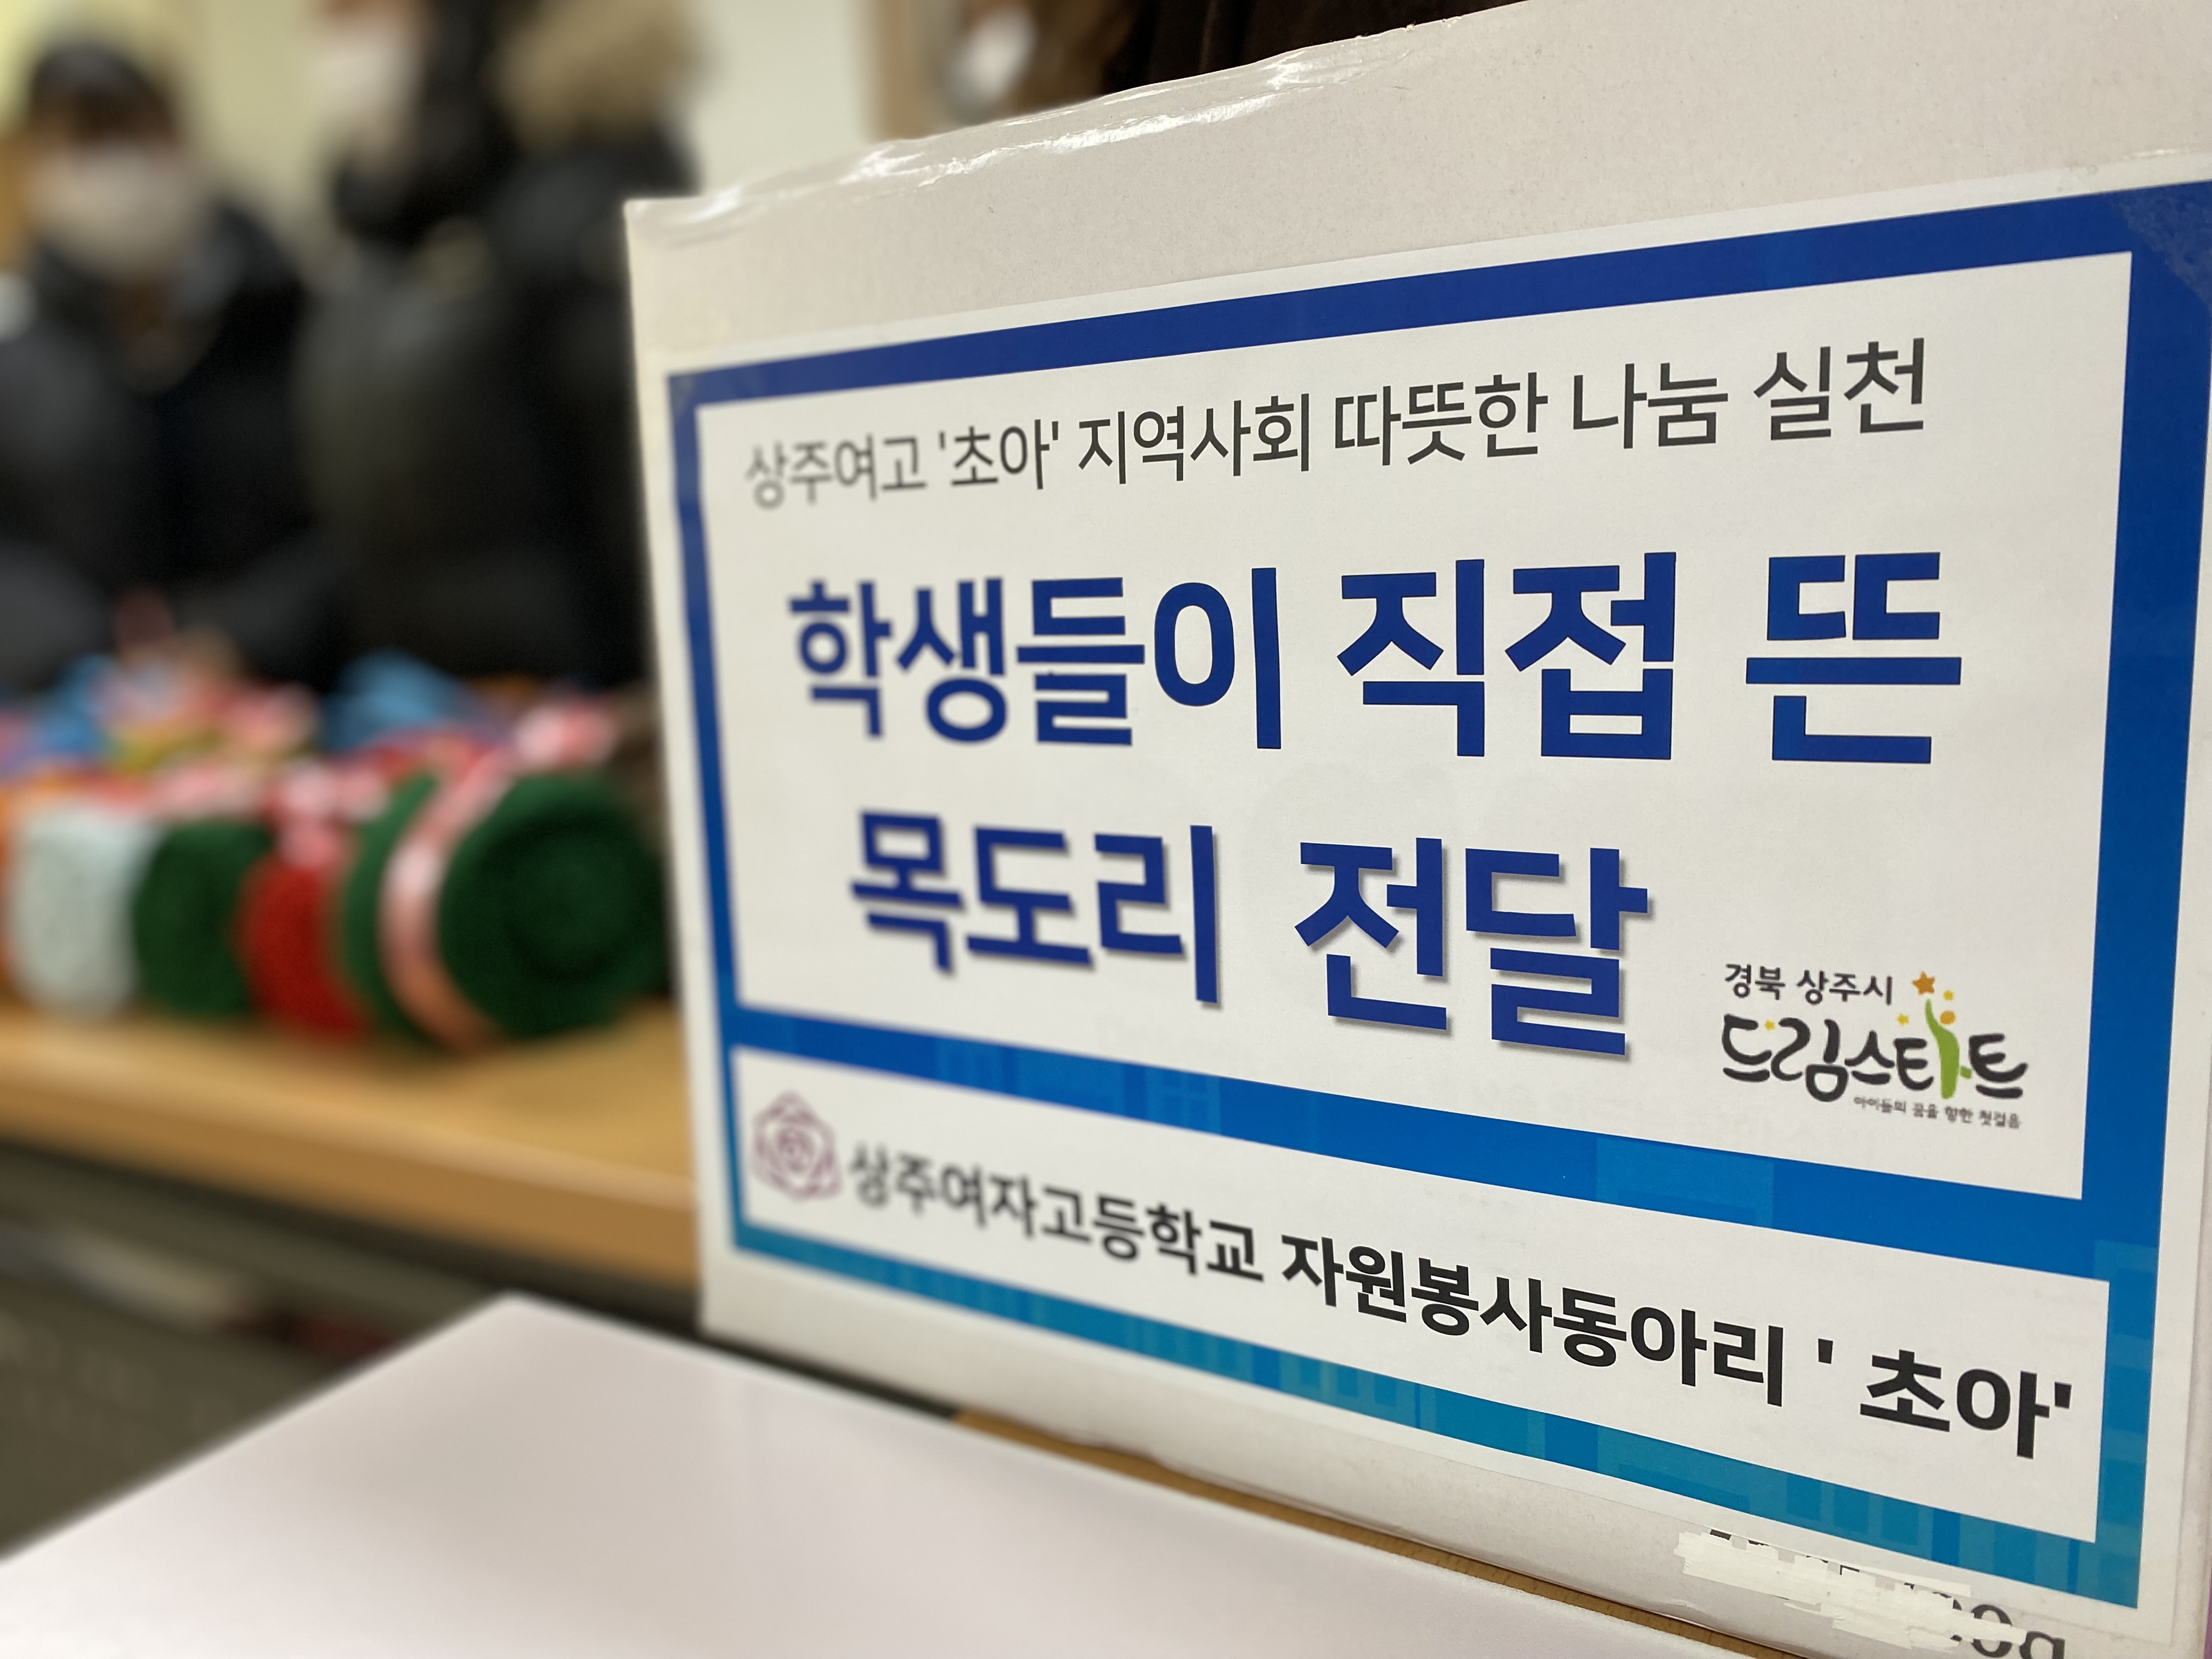 상주여고 '초아' 지역사회 따뜻한 나눔 실천
학생들이 직접 뜬
목도리 전달
경북 상주시
드림스타트
아이들의 꿈을 향한 첫걸음
상주여자고등학교 자원봉사동아리 ' 초아'